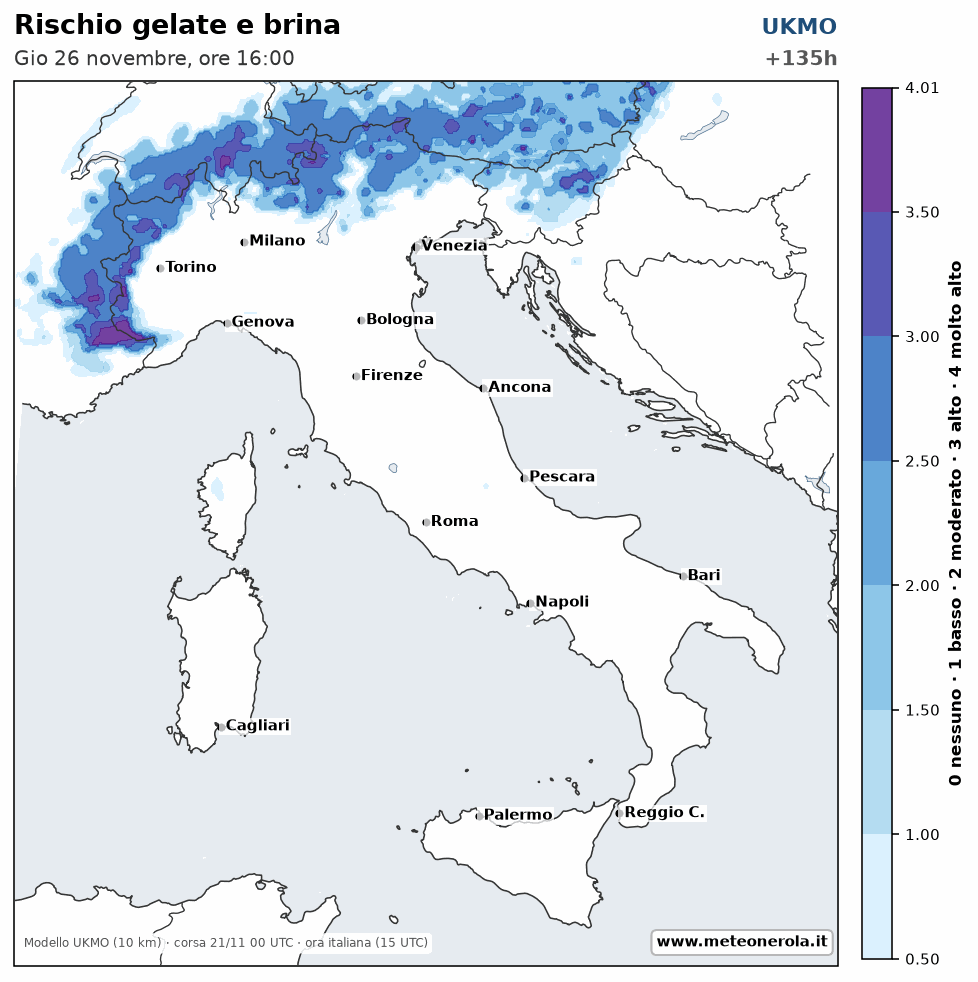 Rischio gelate e brina
UKMO
Gio 26 novembre, ore 16:00
+135h
4.01
3.50
3.00
2.50
2.00
1.50
1.00
0.50
0 nessuno · 1 basso · 2 moderato · 3 alto · 4 molto alto
Milano
Venezia
Torino
Genova
Bologna
Firenze
Ancona
Pescara
Roma
Bari
Napoli
Cagliari
Palermo
Reggio C.
Modello UKMO (10 km) · corsa 21/11 00 UTC · ora italiana (15 UTC)
www.meteonerola.it